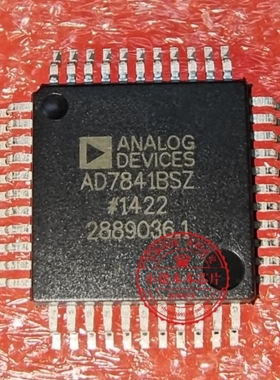 ANALOG
DEVICES
AD7841BSZ
#1422
2889036.1